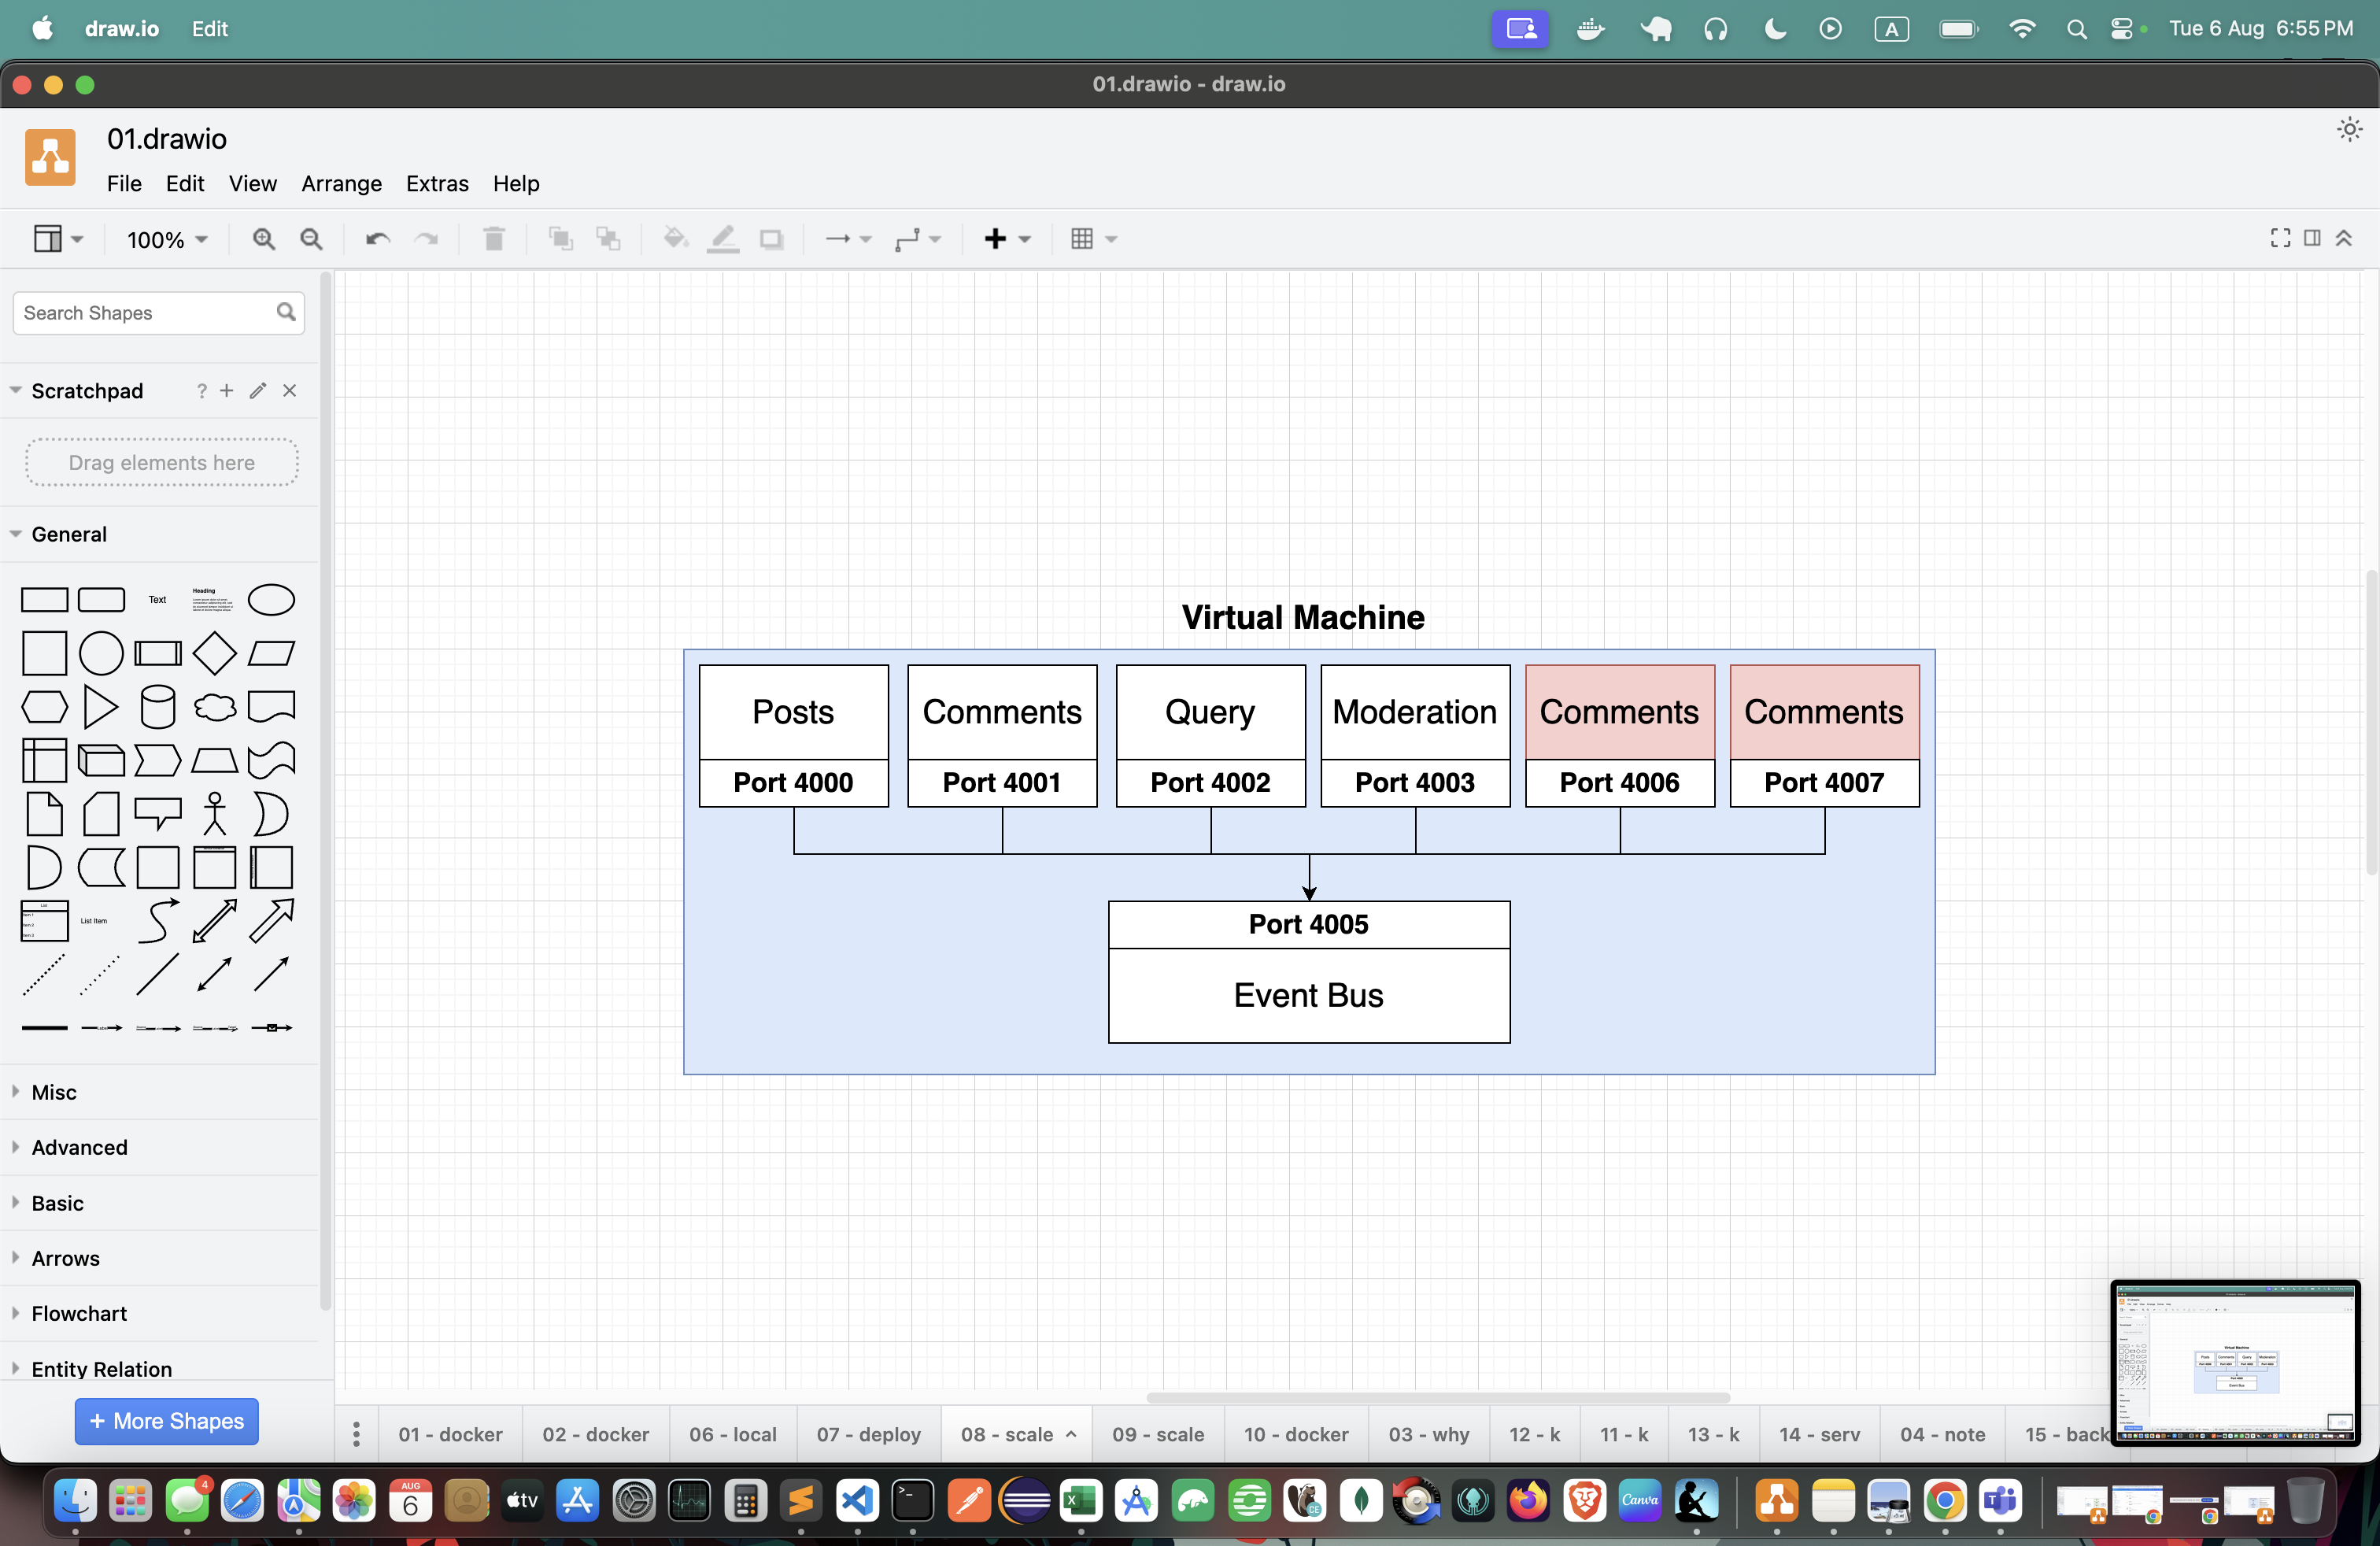 draw.io Edit
A
Tue 6 Aug 6:55 PM
01.drawio - draw.io
01.drawio
File Edit View Arrange Extras Help
100%
Search Shapes
Scratchpad ? + ×
Drag elements here
General
Text
Heading
List
List Item
Misc
Advanced
Basic
Arrows
Flowchart
Entity Relation
+ More Shapes
Virtual Machine
Posts Comments Query Moderation Comments Comments
Port 4000 Port 4001 Port 4002 Port 4003 Port 4006 Port 4007
Port 4005
Event Bus
01 - docker 02 - docker 06 - local 07 - deploy 08 - scale 09 - scale 10 - docker 03 - why 12 - k 11 - k 13 - k 14 - serv 04 - note 15 - back
4
AUG
6
tv
Canva